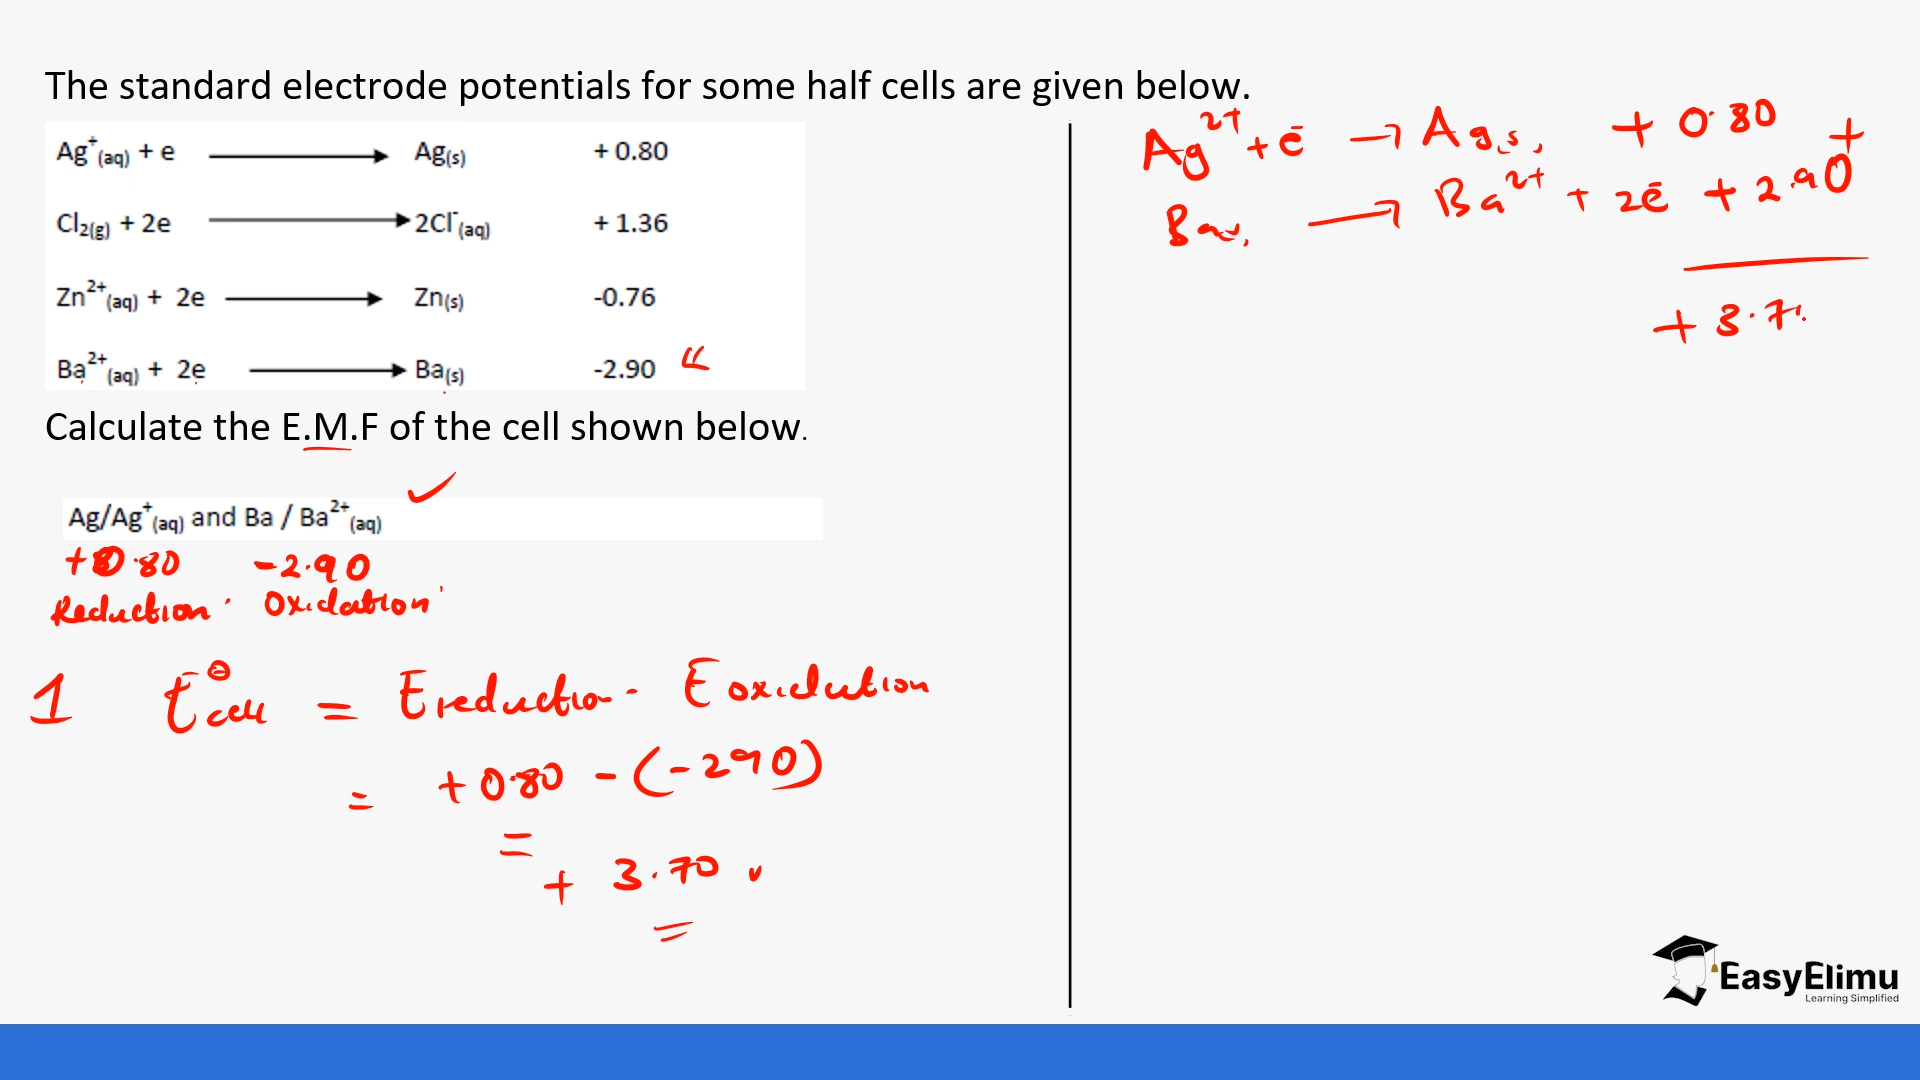 The standard electrode potentials for some half cells are given below.
Ag⁺(aq) + e → Ag(s) + 0.80
Cl₂(g) + 2e → 2Cl⁻(aq) + 1.36
Zn²⁺(aq) + 2e → Zn(s) -0.76
Ba²⁺(aq) + 2e → Ba(s) -2.90
Calculate the E.M.F of the cell shown below.
Ag/Ag⁺(aq) and Ba / Ba²⁺(aq)
+0.80 -2.90
Reduction. Oxidation
1 E⊖cell = Ereduction - Eoxidation
= +0.80 - (-290)
=
+ 3.70 v
=
Ag²⁺ + e̅ → Ag(s) + 0.80
+
Ba(s) → Ba²⁺ + 2e̅ + 2.90
+ 3.7
EasyElimu
Learning Simplified